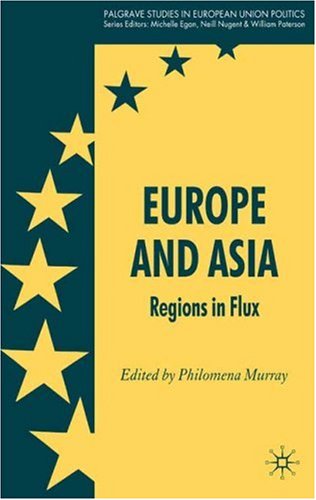 PALGRAVE STUDIES IN EUROPEAN UNION POLITICS
Series Editors: Michelle Egan, Neill Nugent & William Paterson
EUROPE
AND ASIA
Regions in Flux
Edited by Philomena Murray